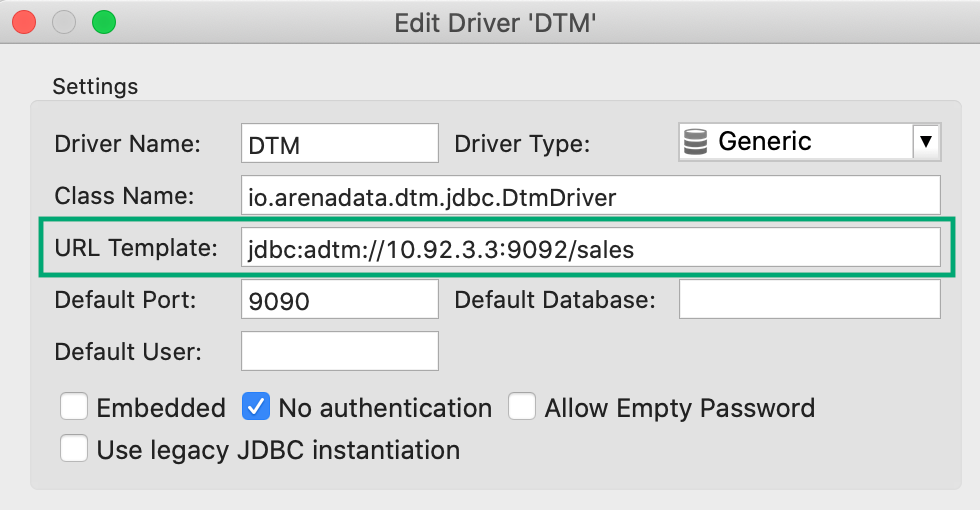 Edit Driver 'DTM'
Settings
Driver Name: DTM Driver Type: Generic
Class Name: io.arenadata.dtm.jdbc.DtmDriver
URL Template: jdbc:adtm://10.92.3.3:9092/sales
Default Port: 9090 Default Database:
Default User:
Embedded No authentication Allow Empty Password
Use legacy JDBC instantiation